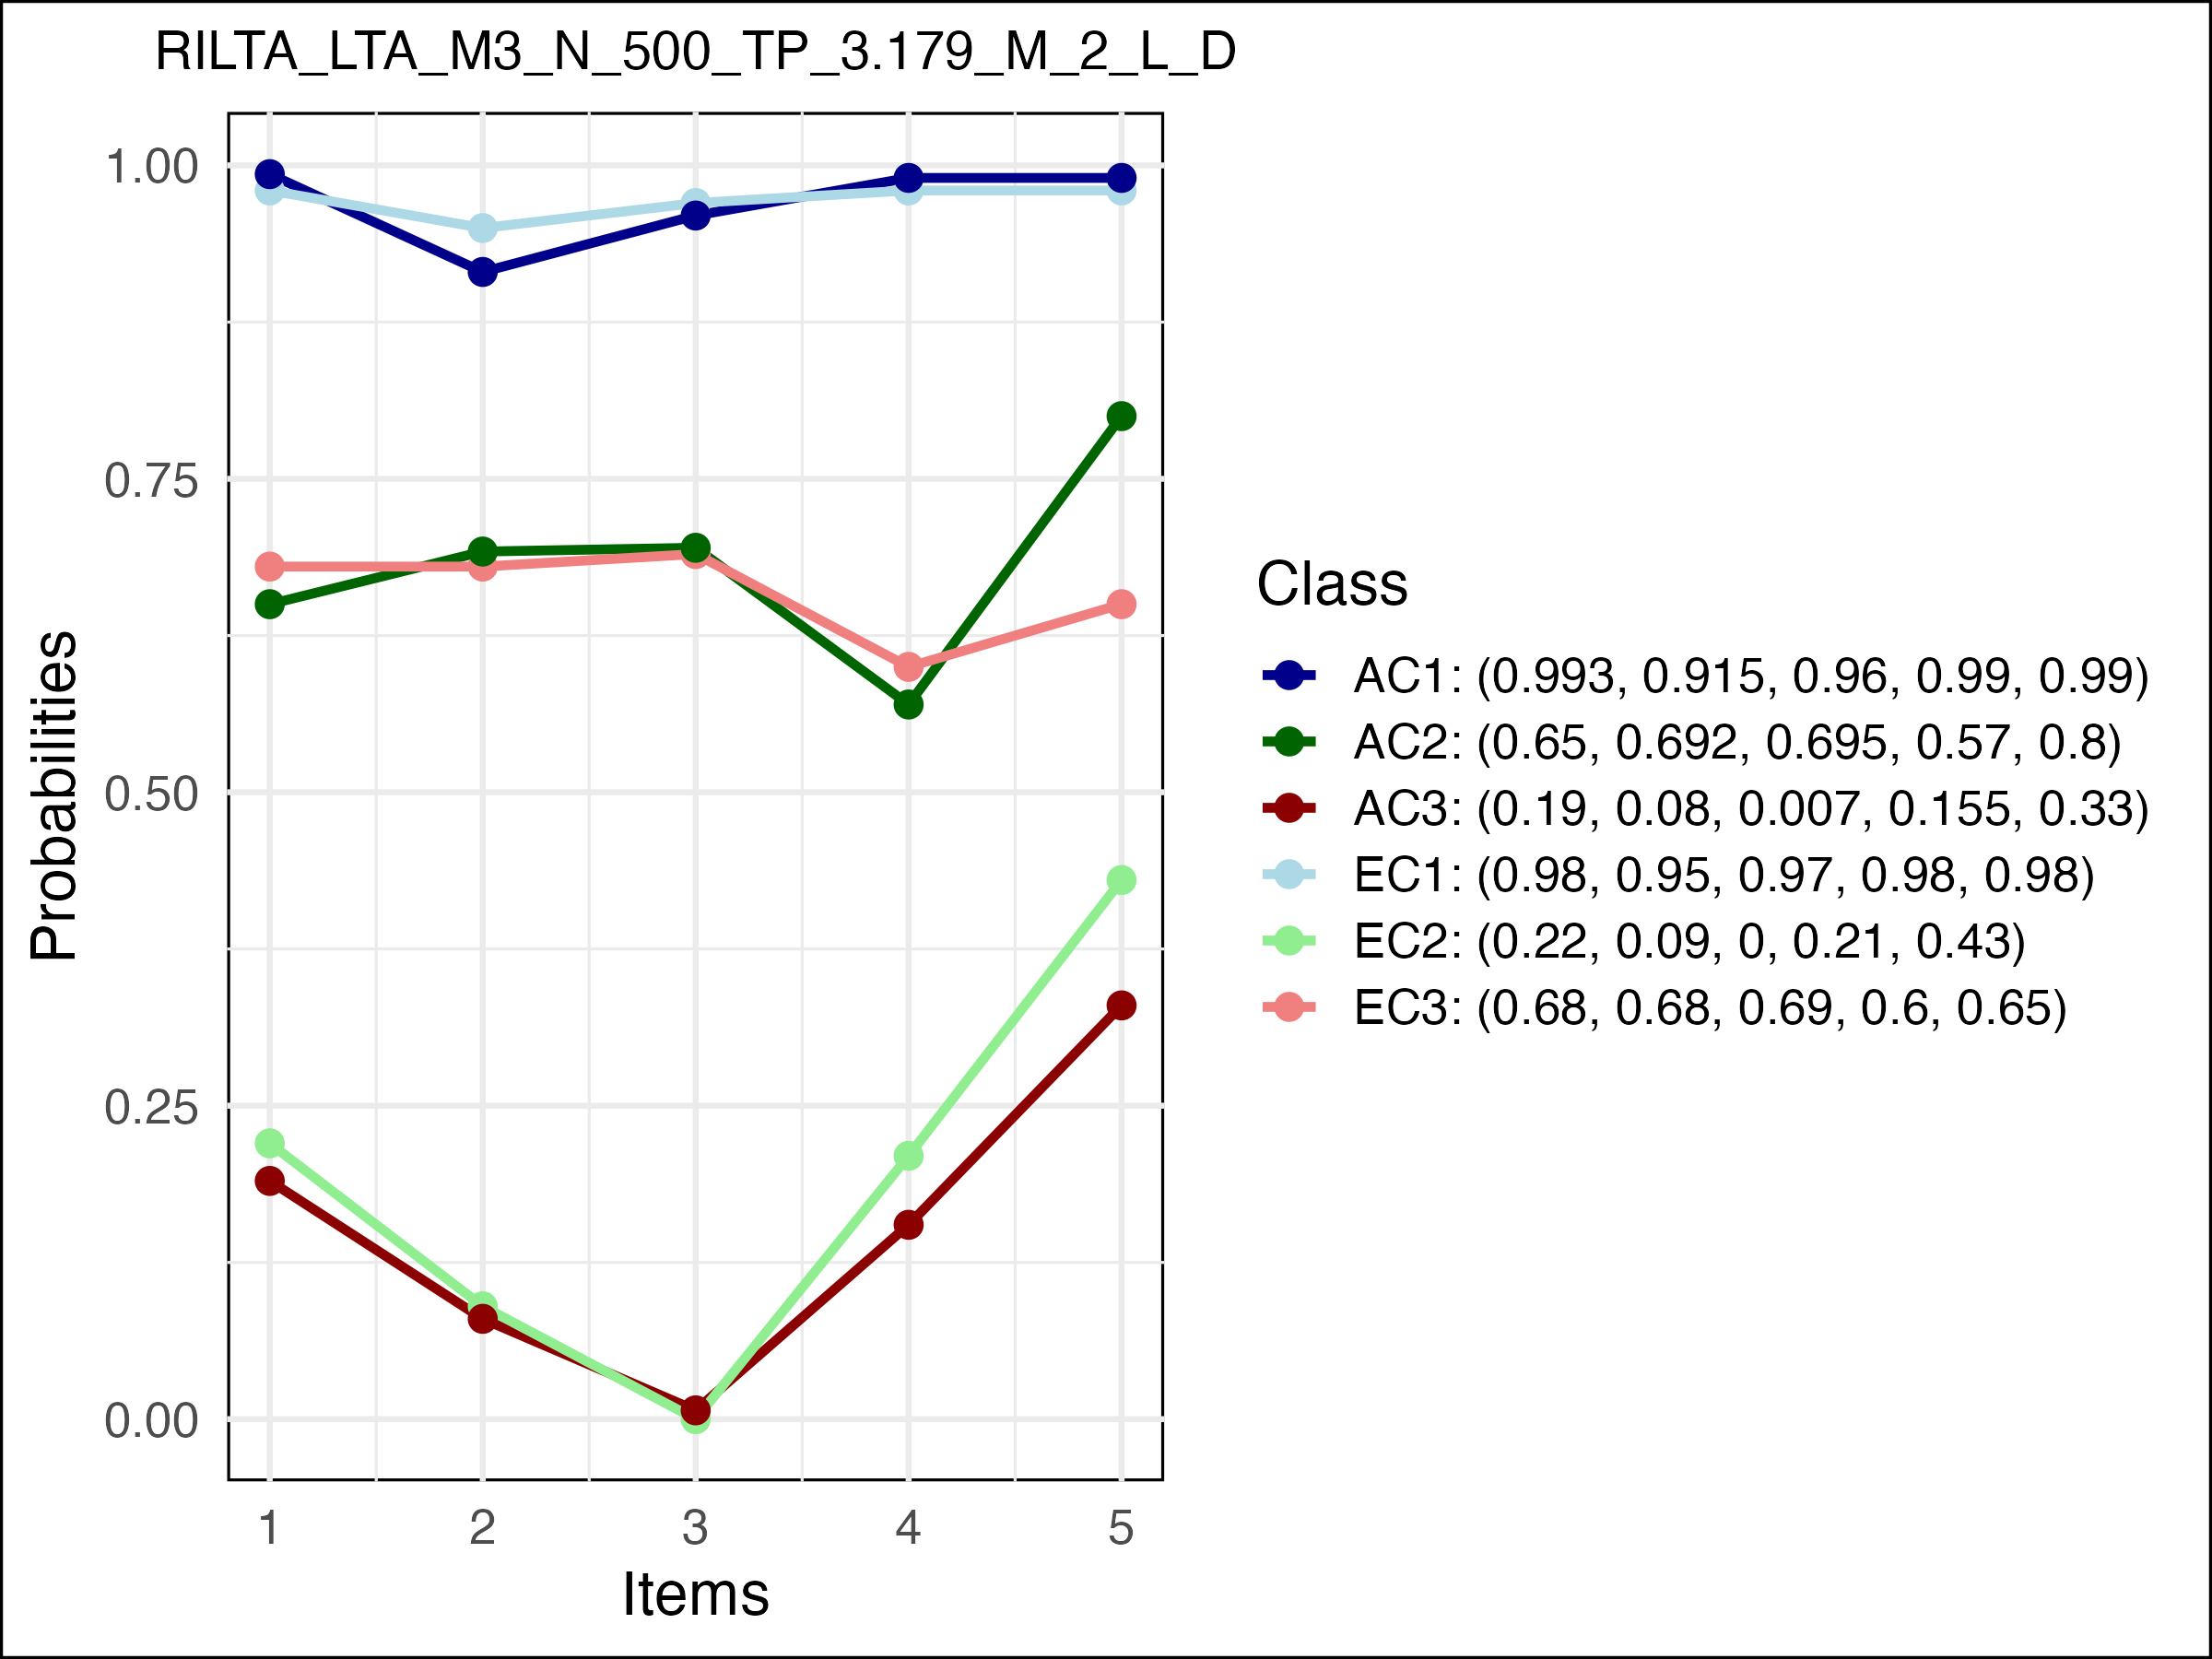 RILTA_LTA_M3_N_500_TP_3.179_M_2_L_D
1.00
0.75
0.50
0.25
0.00
Probabilities
1 2 3 4 5
Items
Class
AC1: (0.993, 0.915, 0.96, 0.99, 0.99)
AC2: (0.65, 0.692, 0.695, 0.57, 0.8)
AC3: (0.19, 0.08, 0.007, 0.155, 0.33)
EC1: (0.98, 0.95, 0.97, 0.98, 0.98)
EC2: (0.22, 0.09, 0, 0.21, 0.43)
EC3: (0.68, 0.68, 0.69, 0.6, 0.65)